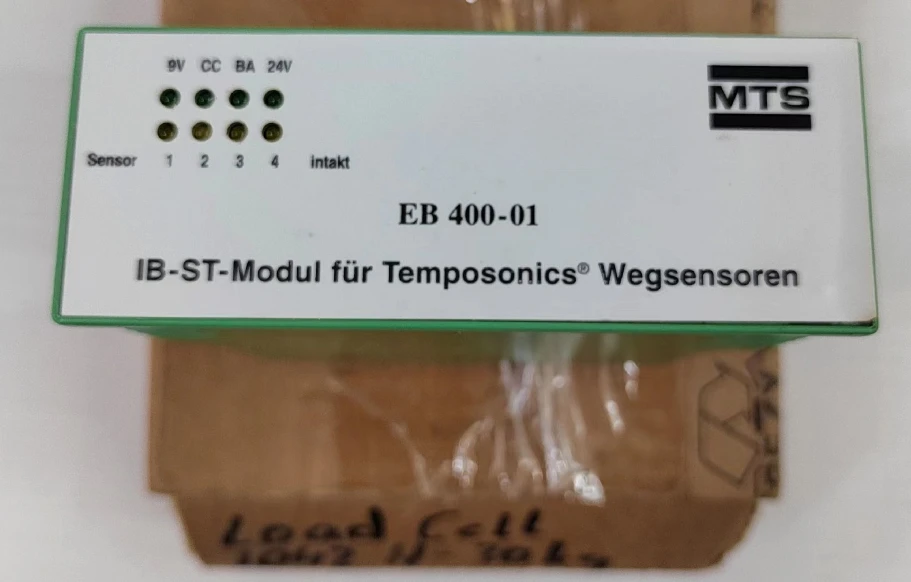 9V CC BA 24V
MTS
Sensor 1 2 3 4 intakt
EB 400-01
IB-ST-Modul für Temposonics® Wegsensoren
Load Cell